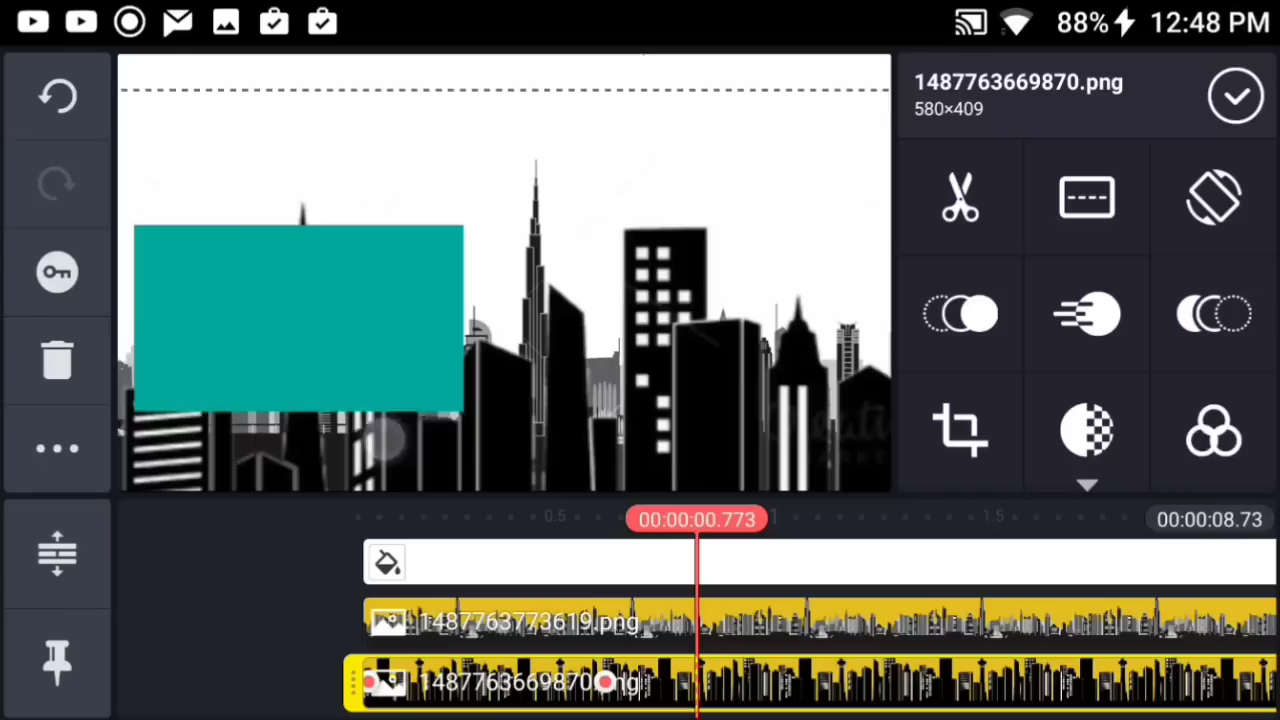 88% 12:48 PM
1487763669870.png
580×409
0.5
00:00:00.773
1
1.5
00:00:08.73
1487763773619.png
1487763669870 ng